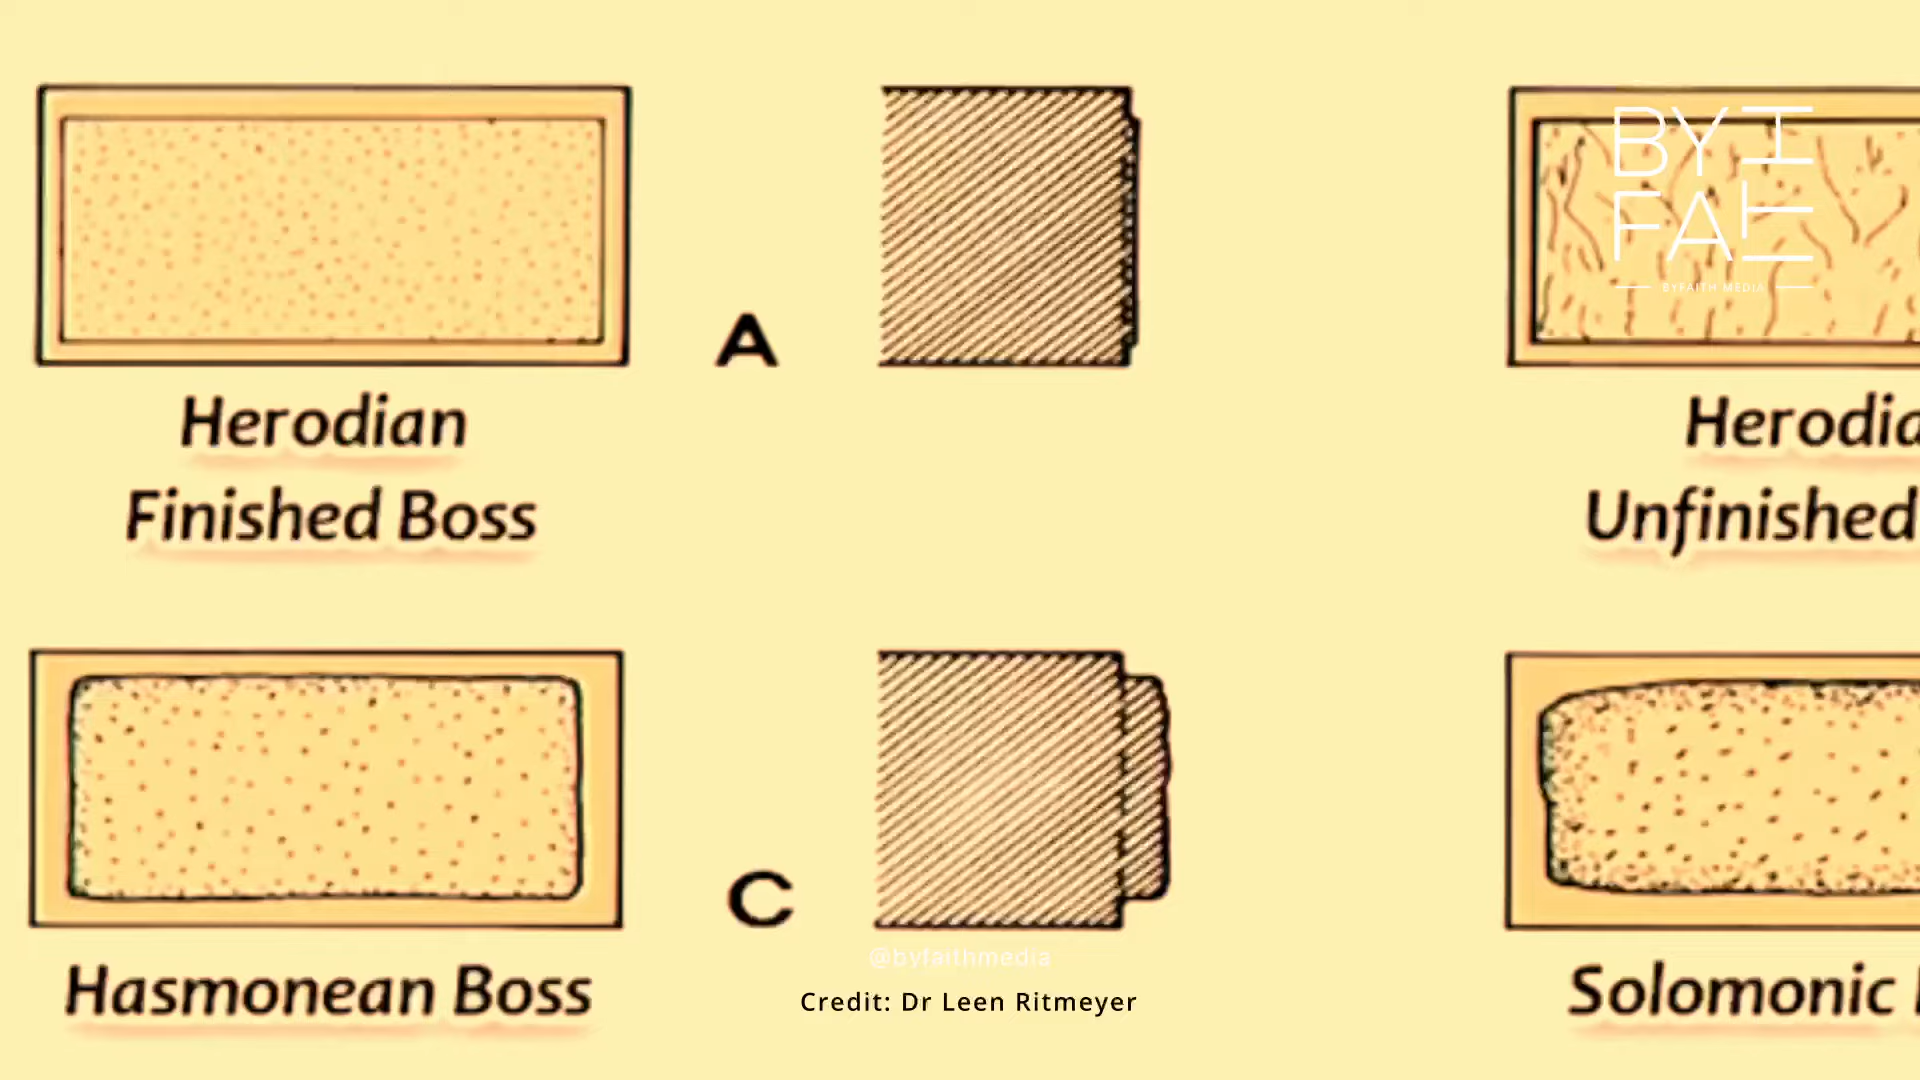 BY
FAITH
BYFAITH MEDIA
A
Herodian
Finished Boss
Herodia
Unfinished
C
Hasmonean Boss
Solomonic
@byfaithmedia
Credit: Dr Leen Ritmeyer